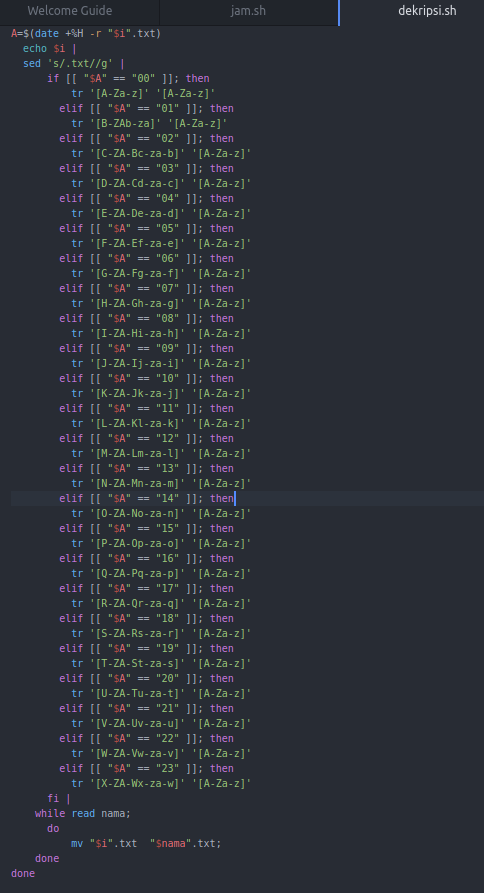 Welcome Guide jam.sh dekripsi.sh
A=$(date +%H -r "$i".txt)
echo $i |
sed 's/.txt//g' |
if [[ "$A" == "00" ]]; then
tr '[A-Za-z]' '[A-Za-z]'
elif [[ "$A" == "01" ]]; then
tr '[B-ZAb-za]' '[A-Za-z]'
elif [[ "$A" == "02" ]]; then
tr '[C-ZA-Bc-za-b]' '[A-Za-z]'
elif [[ "$A" == "03" ]]; then
tr '[D-ZA-Cd-za-c]' '[A-Za-z]'
elif [[ "$A" == "04" ]]; then
tr '[E-ZA-De-za-d]' '[A-Za-z]'
elif [[ "$A" == "05" ]]; then
tr '[F-ZA-Ef-za-e]' '[A-Za-z]'
elif [[ "$A" == "06" ]]; then
tr '[G-ZA-Fg-za-f]' '[A-Za-z]'
elif [[ "$A" == "07" ]]; then
tr '[H-ZA-Gh-za-g]' '[A-Za-z]'
elif [[ "$A" == "08" ]]; then
tr '[I-ZA-Hi-za-h]' '[A-Za-z]'
elif [[ "$A" == "09" ]]; then
tr '[J-ZA-Ij-za-i]' '[A-Za-z]'
elif [[ "$A" == "10" ]]; then
tr '[K-ZA-Jk-za-j]' '[A-Za-z]'
elif [[ "$A" == "11" ]]; then
tr '[L-ZA-Kl-za-k]' '[A-Za-z]'
elif [[ "$A" == "12" ]]; then
tr '[M-ZA-Lm-za-l]' '[A-Za-z]'
elif [[ "$A" == "13" ]]; then
tr '[N-ZA-Mn-za-m]' '[A-Za-z]'
elif [[ "$A" == "14" ]]; then
tr '[O-ZA-No-za-n]' '[A-Za-z]'
elif [[ "$A" == "15" ]]; then
tr '[P-ZA-Op-za-o]' '[A-Za-z]'
elif [[ "$A" == "16" ]]; then
tr '[Q-ZA-Pq-za-p]' '[A-Za-z]'
elif [[ "$A" == "17" ]]; then
tr '[R-ZA-Qr-za-q]' '[A-Za-z]'
elif [[ "$A" == "18" ]]; then
tr '[S-ZA-Rs-za-r]' '[A-Za-z]'
elif [[ "$A" == "19" ]]; then
tr '[T-ZA-St-za-s]' '[A-Za-z]'
elif [[ "$A" == "20" ]]; then
tr '[U-ZA-Tu-za-t]' '[A-Za-z]'
elif [[ "$A" == "21" ]]; then
tr '[V-ZA-Uv-za-u]' '[A-Za-z]'
elif [[ "$A" == "22" ]]; then
tr '[W-ZA-Vw-za-v]' '[A-Za-z]'
elif [[ "$A" == "23" ]]; then
tr '[X-ZA-Wx-za-w]' '[A-Za-z]'
fi |
while read nama;
do
mv "$i".txt "$nama".txt;
done
done